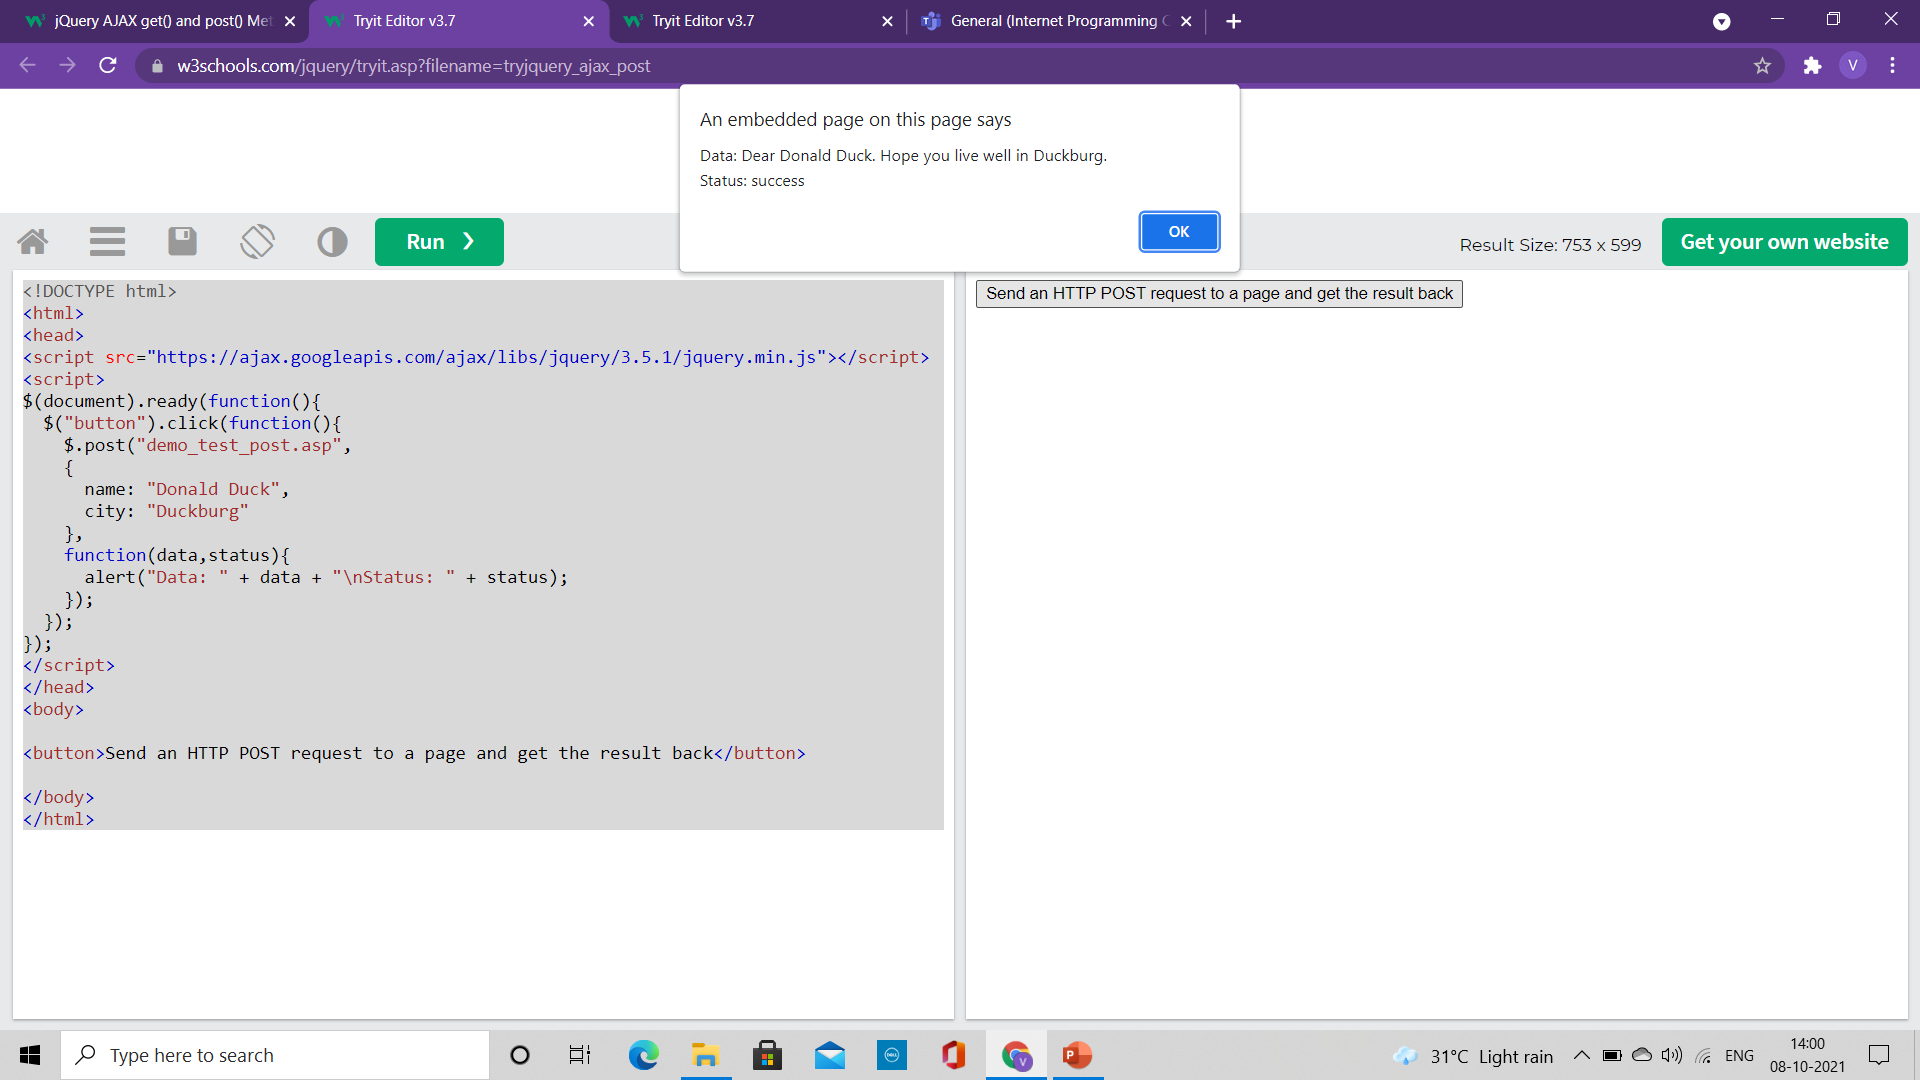 jQuery AJAX get() and post() Met
Tryit Editor v3.7
Tryit Editor v3.7
General (Internet Programming C
w3schools.com/jquery/tryit.asp?filename=tryjquery_ajax_post
V
An embedded page on this page says
Data: Dear Donald Duck. Hope you live well in Duckburg.
Status: success
OK
Run ❯
Result Size: 753 x 599
Get your own website
<!DOCTYPE html>
<html>
<head>
<script src="https://ajax.googleapis.com/ajax/libs/jquery/3.5.1/jquery.min.js"></script>
<script>
$(document).ready(function(){
  $("button").click(function(){
    $.post("demo_test_post.asp",
    {
      name: "Donald Duck",
      city: "Duckburg"
    },
    function(data,status){
      alert("Data: " + data + "\nStatus: " + status);
    });
  });
});
</script>
</head>
<body>
<button>Send an HTTP POST request to a page and get the result back</button>
</body>
</html>
Send an HTTP POST request to a page and get the result back
Type here to search
DELL
V
P
31°C Light rain
ENG
14:00
08-10-2021